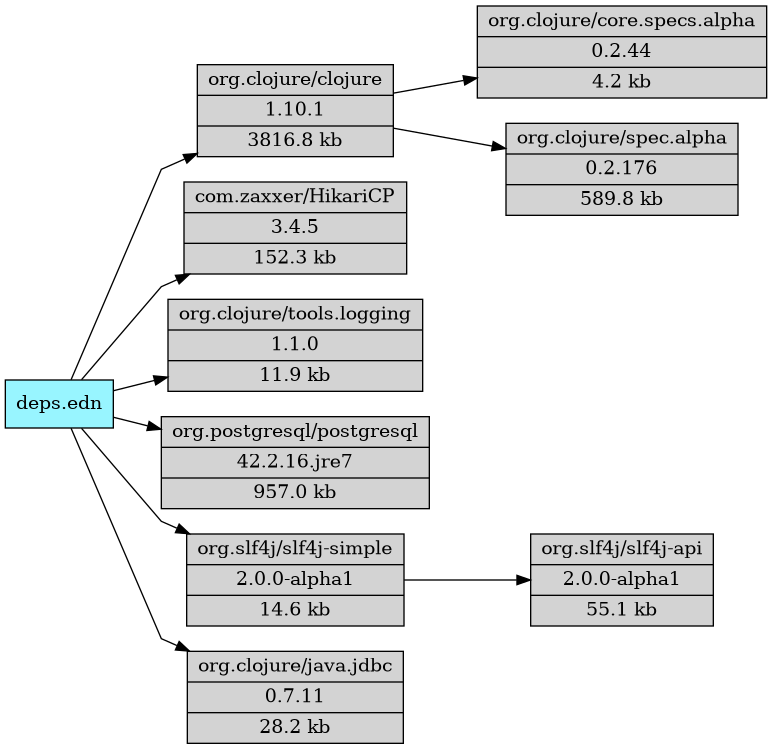 deps.edn
org.clojure/clojure
1.10.1
3816.8 kb
org.clojure/core.specs.alpha
0.2.44
4.2 kb
org.clojure/spec.alpha
0.2.176
589.8 kb
com.zaxxer/HikariCP
3.4.5
152.3 kb
org.clojure/tools.logging
1.1.0
11.9 kb
org.postgresql/postgresql
42.2.16.jre7
957.0 kb
org.slf4j/slf4j-simple
2.0.0-alpha1
14.6 kb
org.slf4j/slf4j-api
2.0.0-alpha1
55.1 kb
org.clojure/java.jdbc
0.7.11
28.2 kb